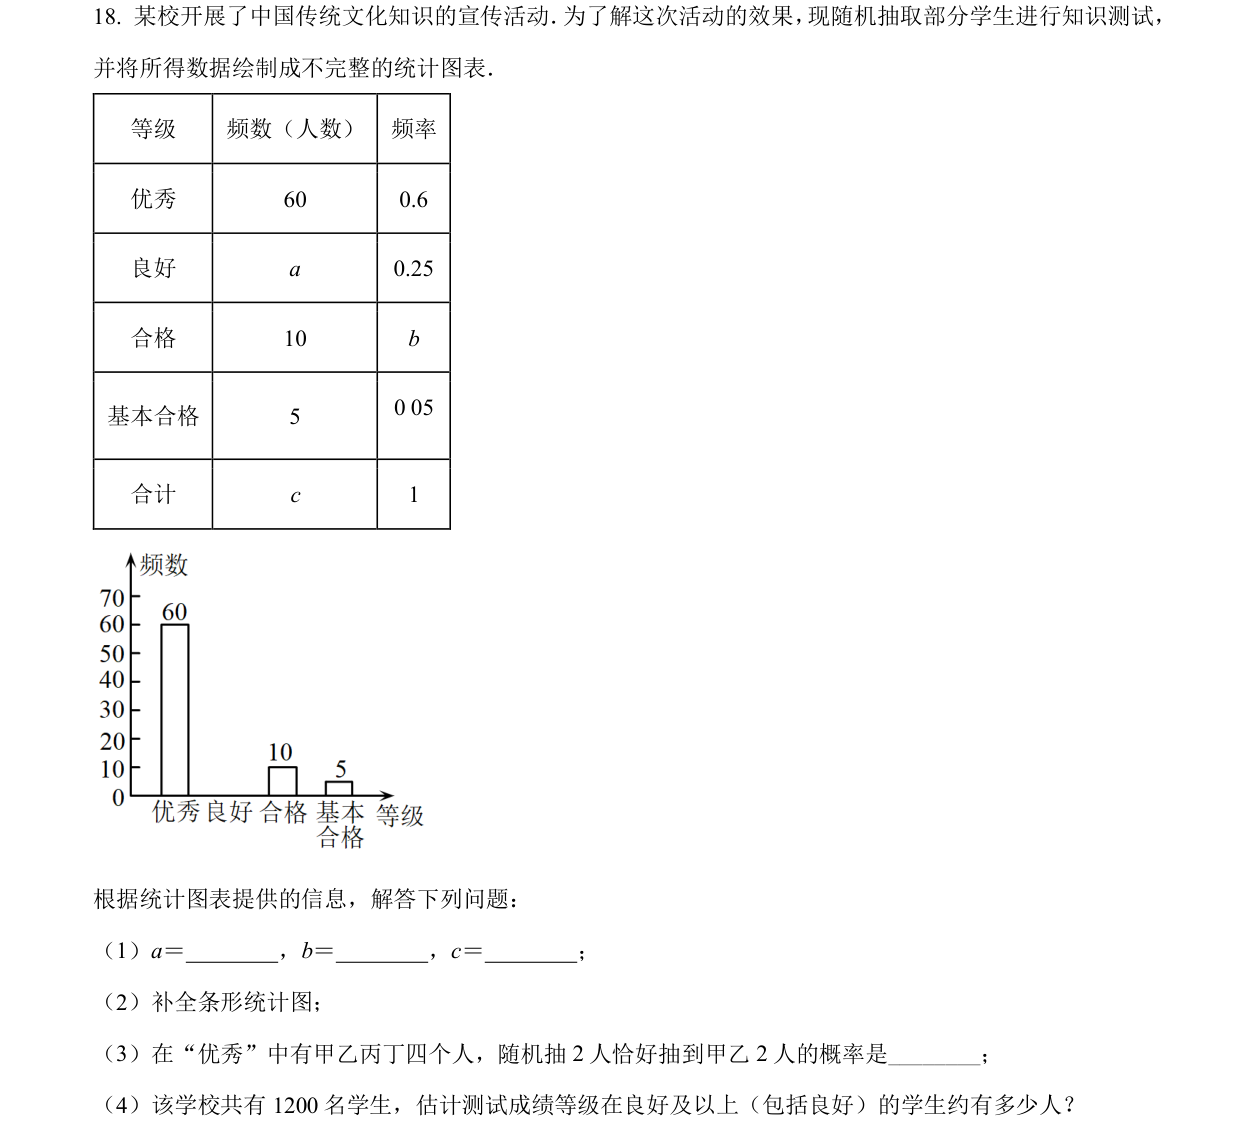 18. 某校开展了中国传统文化知识的宣传活动. 为了解这次活动的效果, 现随机抽取部分学生进行知识测试,
并将所得数据绘制成不完整的统计图表.
等级 频数（人数） 频率
优秀 60 0.6
良好 a 0.25
合格 10 b
基本合格 5 0 05
合计 c 1
频数
70
60
50
40
30
20
10
0
60
10
5
优秀 良好 合格 基本合格 等级
根据统计图表提供的信息，解答下列问题：
（1）a=________，b=________，c=________；
（2）补全条形统计图；
（3）在“优秀”中有甲乙丙丁四个人，随机抽 2 人恰好抽到甲乙 2 人的概率是________；
（4）该学校共有 1200 名学生，估计测试成绩等级在良好及以上（包括良好）的学生约有多少人？